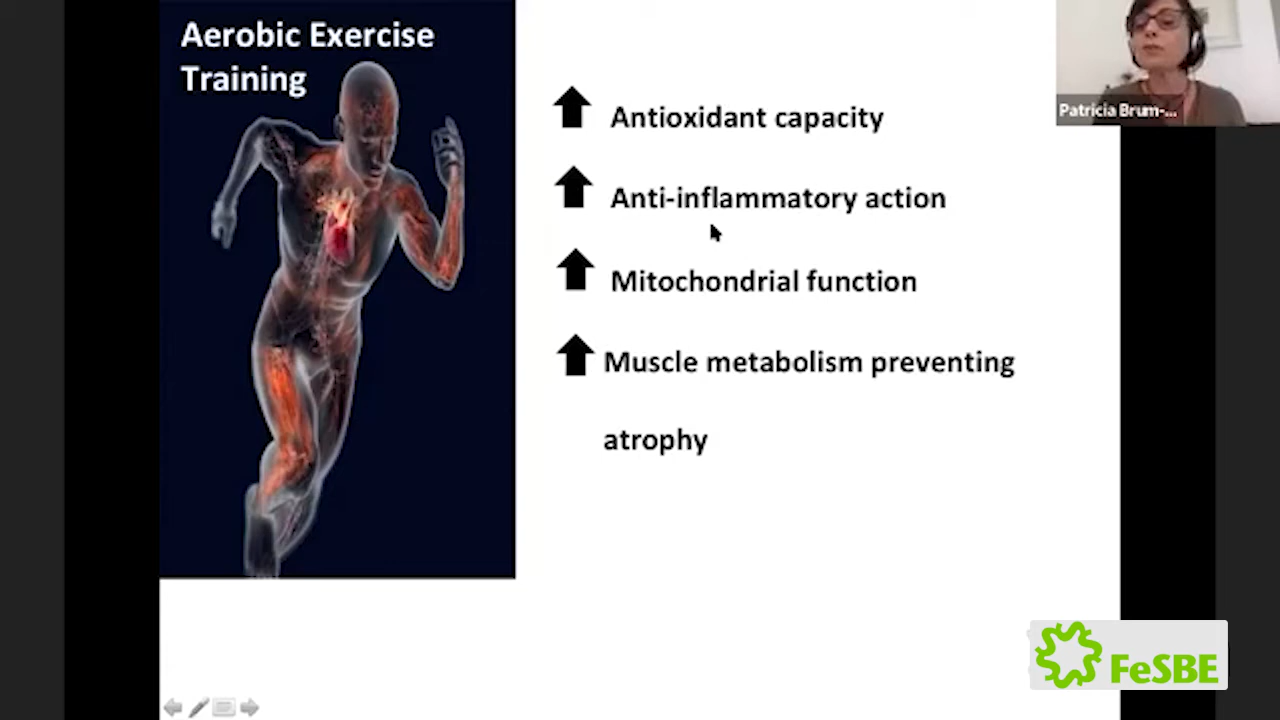 Aerobic Exercise
Training
Antioxidant capacity
Anti-inflammatory action
Mitochondrial function
Muscle metabolism preventing
atrophy
Patricia Brum-...
FeSBE